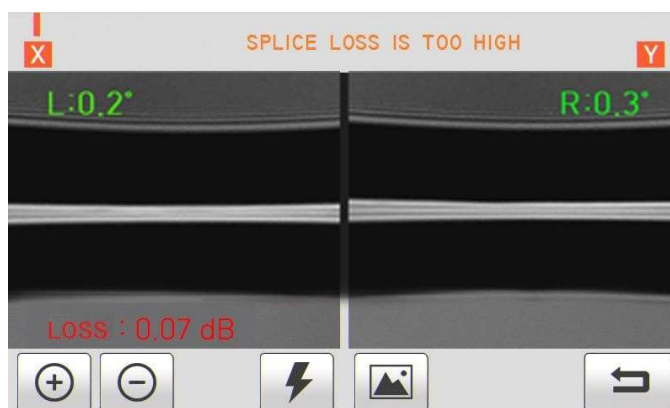 X
SPLICE LOSS IS TOO HIGH
Y
L:0.2°
R:0.3°
LOSS : 0.07 dB